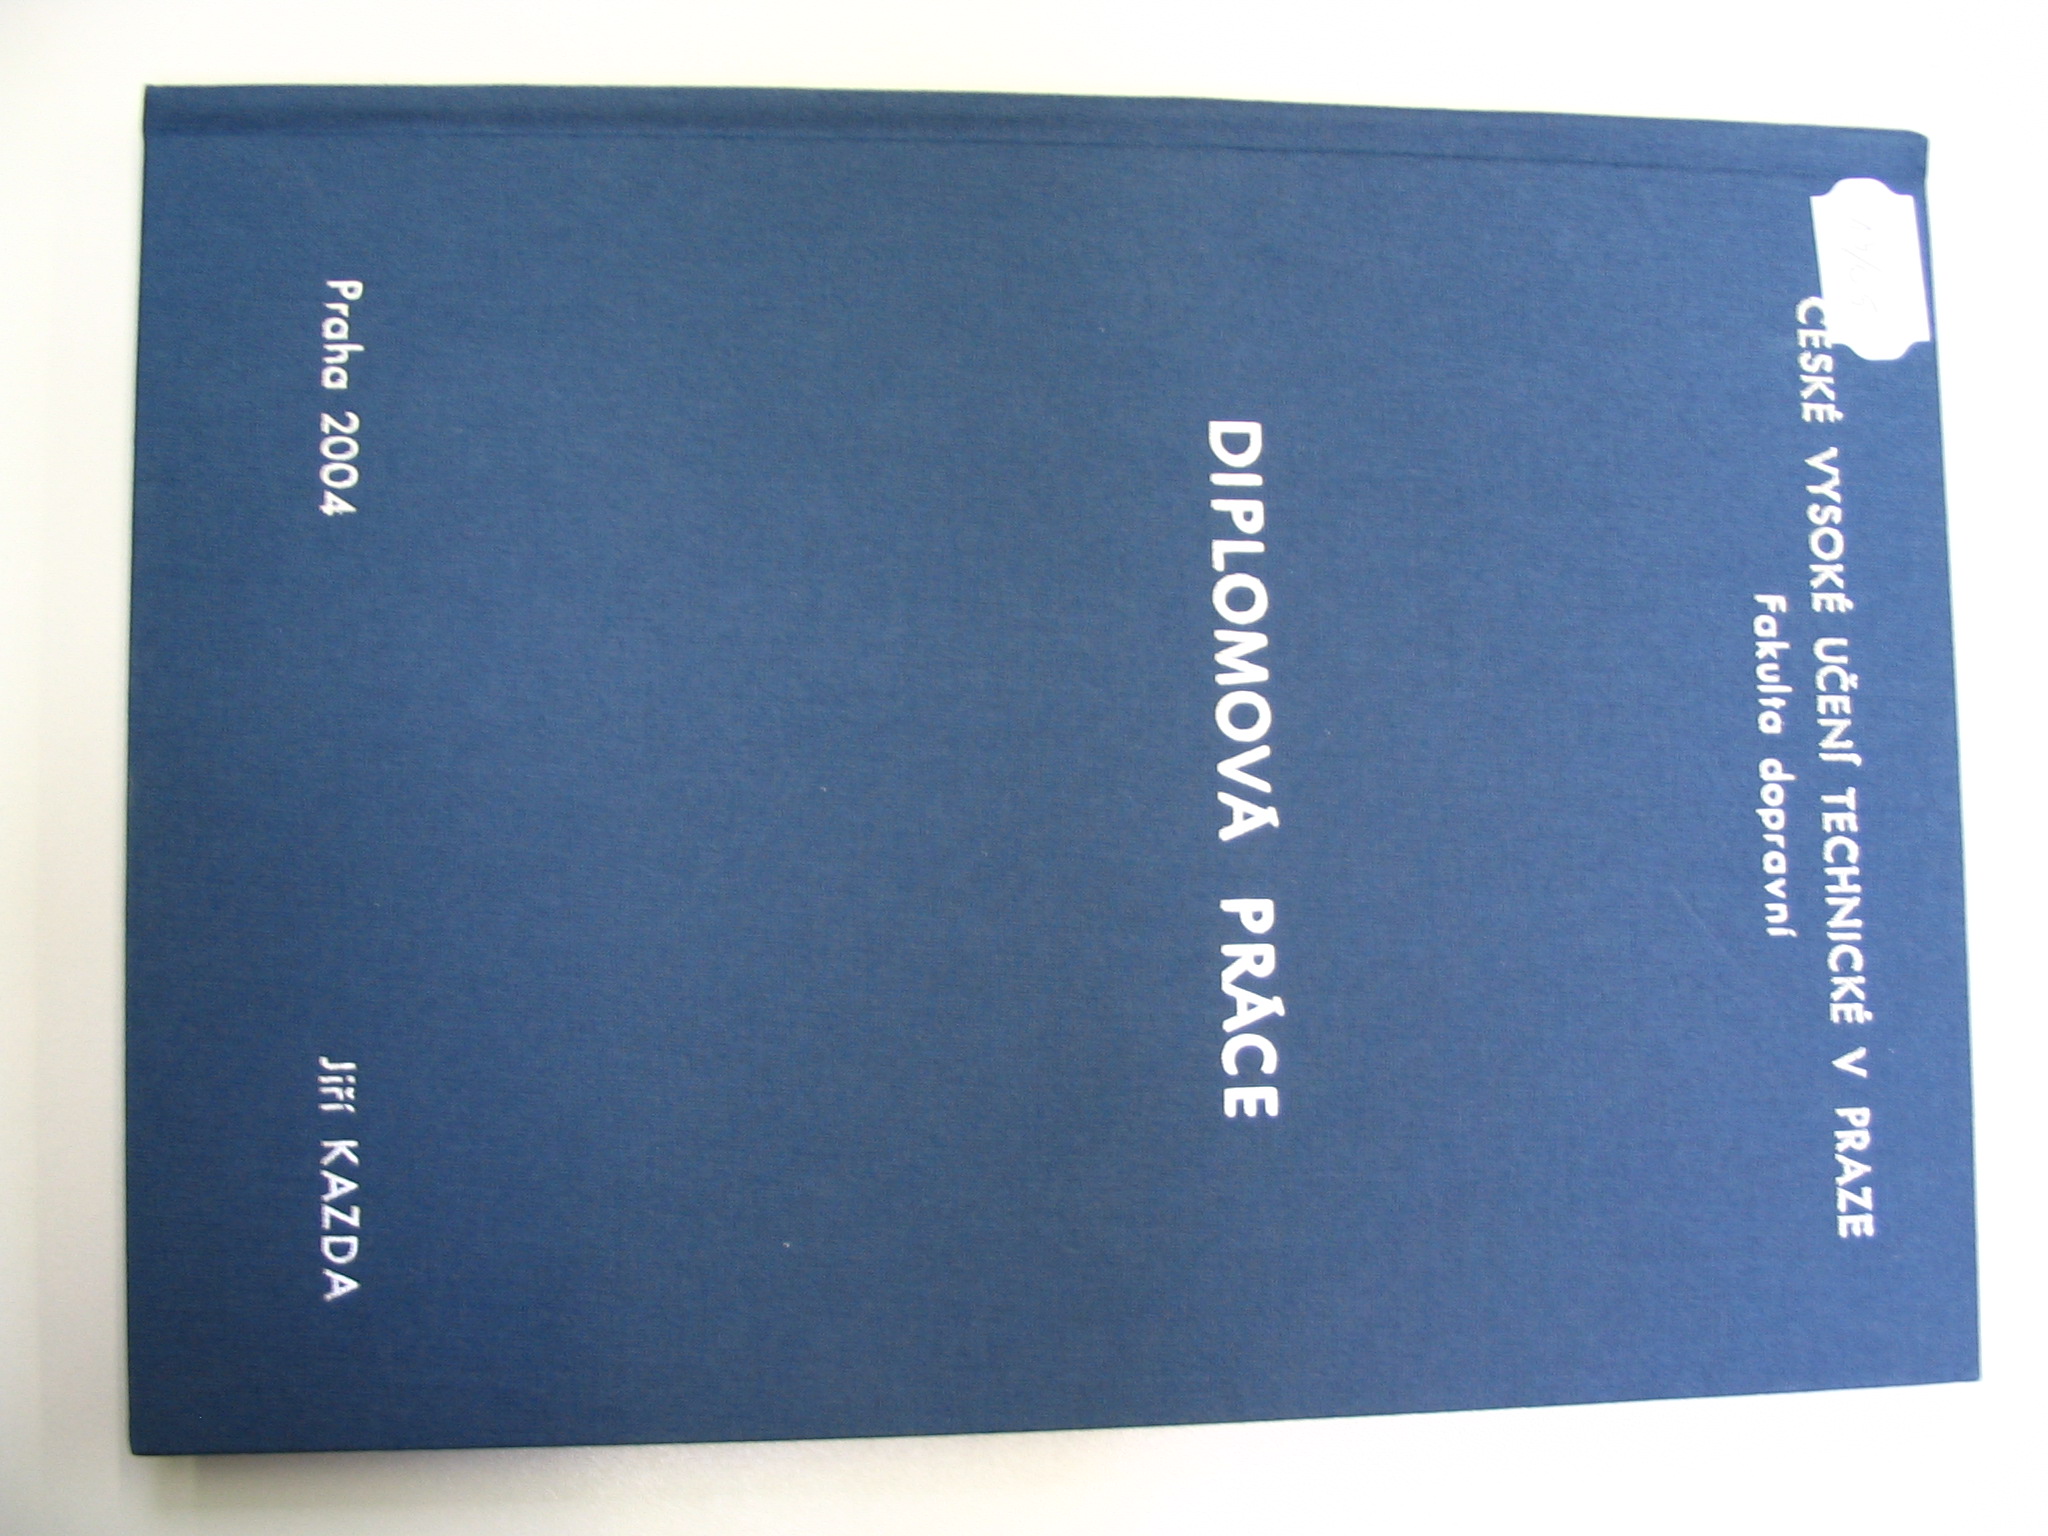 ČESKÉ VYSOKÉ UČENÍ TECHNICKÉ V PRAZE
Fakulta dopravní
DIPLOMOVÁ PRÁCE
Praha 2004 Jiří KAZDA